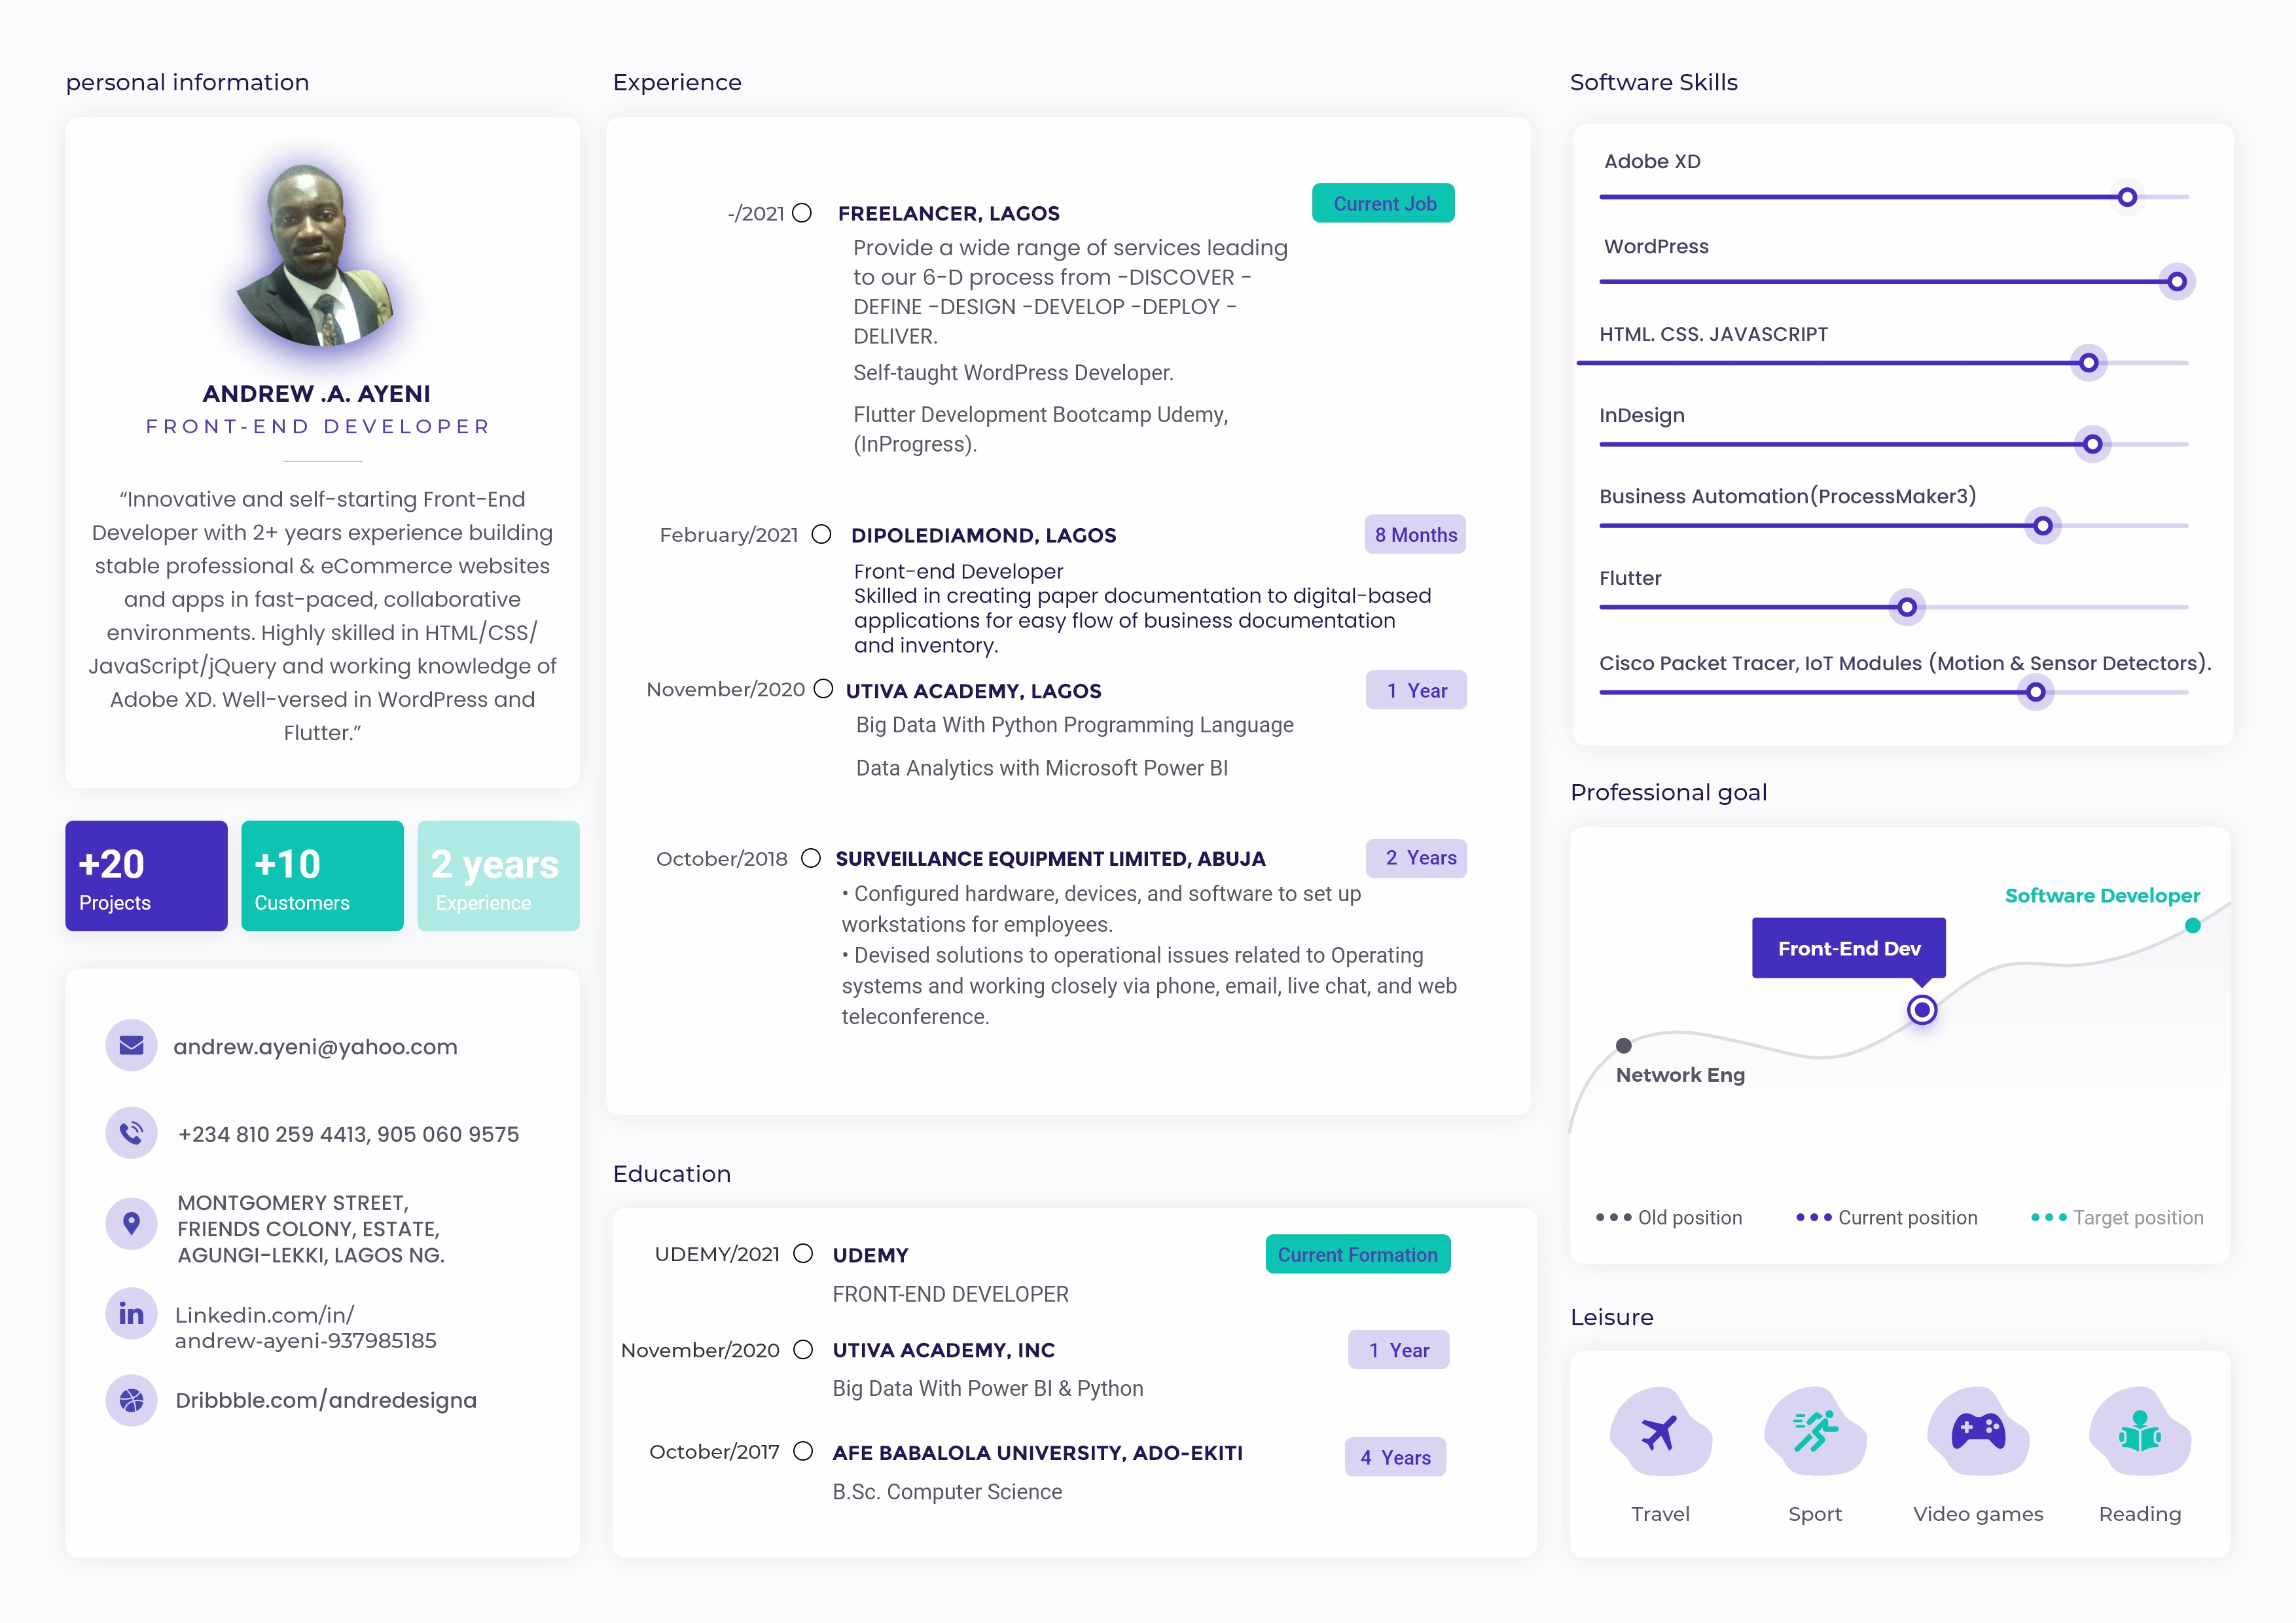 personal information
ANDREW .A. AYENI
FRONT-END DEVELOPER
“Innovative and self-starting Front-End
Developer with 2+ years experience building
stable professional & eCommerce websites
and apps in fast-paced, collaborative
environments. Highly skilled in HTML/CSS/
JavaScript/jQuery and working knowledge of
Adobe XD. Well-versed in WordPress and
Flutter.”
+20
Projects
+10
Customers
2 years
Experience
andrew.ayeni@yahoo.com
+234 810 259 4413, 905 060 9575
MONTGOMERY STREET,
FRIENDS COLONY, ESTATE,
AGUNGI-LEKKI, LAGOS NG.
Linkedin.com/in/
andrew-ayeni-937985185
Dribbble.com/andredesigna
Experience
-/2021
FREELANCER, LAGOS
Current Job
Provide a wide range of services leading
to our 6-D process from -DISCOVER -
DEFINE -DESIGN -DEVELOP -DEPLOY -
DELIVER.
Self-taught WordPress Developer.
Flutter Development Bootcamp Udemy,
(InProgress).
February/2021
DIPOLEDIAMOND, LAGOS
8 Months
Front-end Developer
Skilled in creating paper documentation to digital-based
applications for easy flow of business documentation
and inventory.
November/2020
UTIVA ACADEMY, LAGOS
1 Year
Big Data With Python Programming Language
Data Analytics with Microsoft Power BI
October/2018
SURVEILLANCE EQUIPMENT LIMITED, ABUJA
2 Years
• Configured hardware, devices, and software to set up
workstations for employees.
• Devised solutions to operational issues related to Operating
systems and working closely via phone, email, live chat, and web
teleconference.
Education
UDEMY/2021
UDEMY
Current Formation
FRONT-END DEVELOPER
November/2020
UTIVA ACADEMY, INC
1 Year
Big Data With Power BI & Python
October/2017
AFE BABALOLA UNIVERSITY, ADO-EKITI
4 Years
B.Sc. Computer Science
Software Skills
Adobe XD
WordPress
HTML. CSS. JAVASCRIPT
InDesign
Business Automation(ProcessMaker3)
Flutter
Cisco Packet Tracer, IoT Modules (Motion & Sensor Detectors).
Professional goal
Software Developer
Front-End Dev
Network Eng
Old position
Current position
Target position
Leisure
Travel
Sport
Video games
Reading